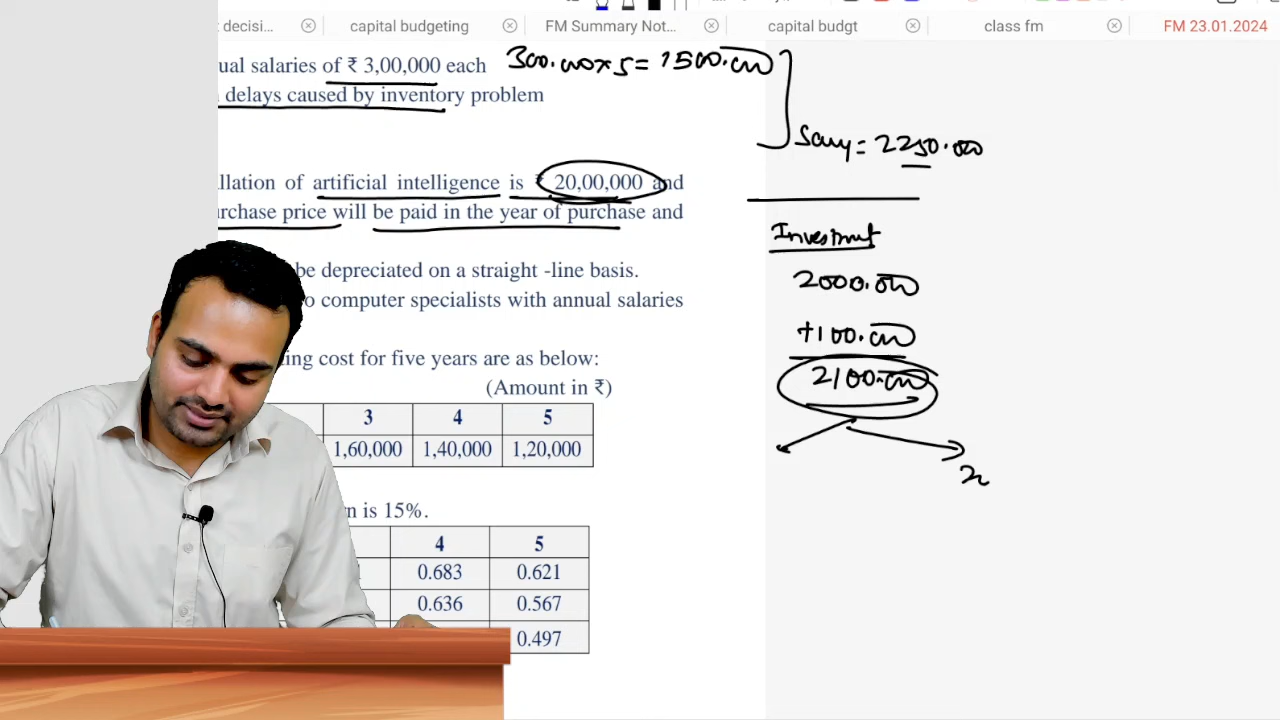 t decisi... capital budgeting FM Summary Not... capital budgt class fm FM 23.01.2024
ual salaries of ₹ 3,00,000 each 300.000x5= 1500.000
delays caused by inventory problem
Savg = 2250.000
llation of artificial intelligence is ₹ 20,00,000 and
rchase price will be paid in the year of purchase and
Investmt
2000.000
be depreciated on a straight -line basis.
o computer specialists with annual salaries
+100.000
ing cost for five years are as below:
2100.000
(Amount in ₹)
3 4 5
1,60,000 1,40,000 1,20,000
n is 15%.
4 5
0.683 0.621
0.636 0.567
0.497